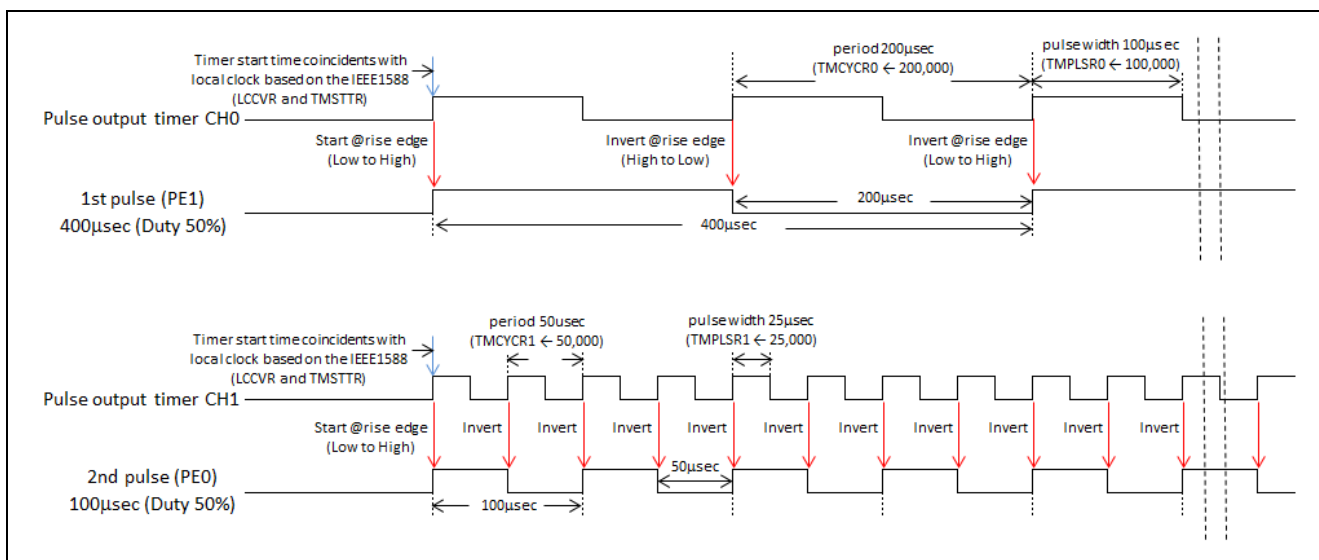 Timer start time coincidents with
local clock based on the IEEE1588
(LCCVR and TMSTTR)
period 200µsec
(TMCYCR0 ← 200,000)
pulse width 100µsec
(TMPLSR0 ← 100,000)
Pulse output timer CH0
Start @rise edge
(Low to High)
Invert @rise edge
(High to Low)
Invert @rise edge
(Low to High)
1st pulse (PE1)
400µsec (Duty 50%)
200µsec
400µsec
Timer start time coincidents with
local clock based on the IEEE1588
(LCCVR and TMSTTR)
period 50usec
(TMCYCR1 ← 50,000)
pulse width 25µsec
(TMPLSR1 ← 25,000)
Pulse output timer CH1
Start @rise edge
(Low to High)
Invert
Invert
Invert
Invert
Invert
Invert
Invert
Invert
Invert
Invert
2nd pulse (PE0)
100µsec (Duty 50%)
50µsec
100µsec